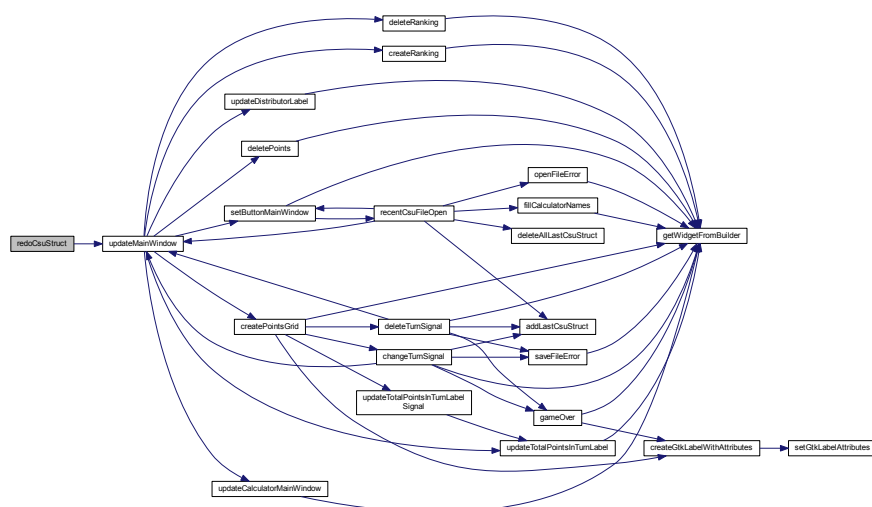 deleteRanking
createRanking
updateDistributorLabel
deletePoints
openFileError
setButtonMainWindow
recentCsuFileOpen
fillCalculatorNames
deleteAllLastCsuStruct
getWidgetFromBuilder
redoCsuStruct
updateMainWindow
createPointsGrid
deleteTurnSignal
addLastCsuStruct
changeTurnSignal
saveFileError
updateTotalPointsInTurnLabel
Signal
gameOver
updateTotalPointsInTurnLabel
createGtkLabelWithAttributes
setGtkLabelAttributes
updateCalculatorMainWindow